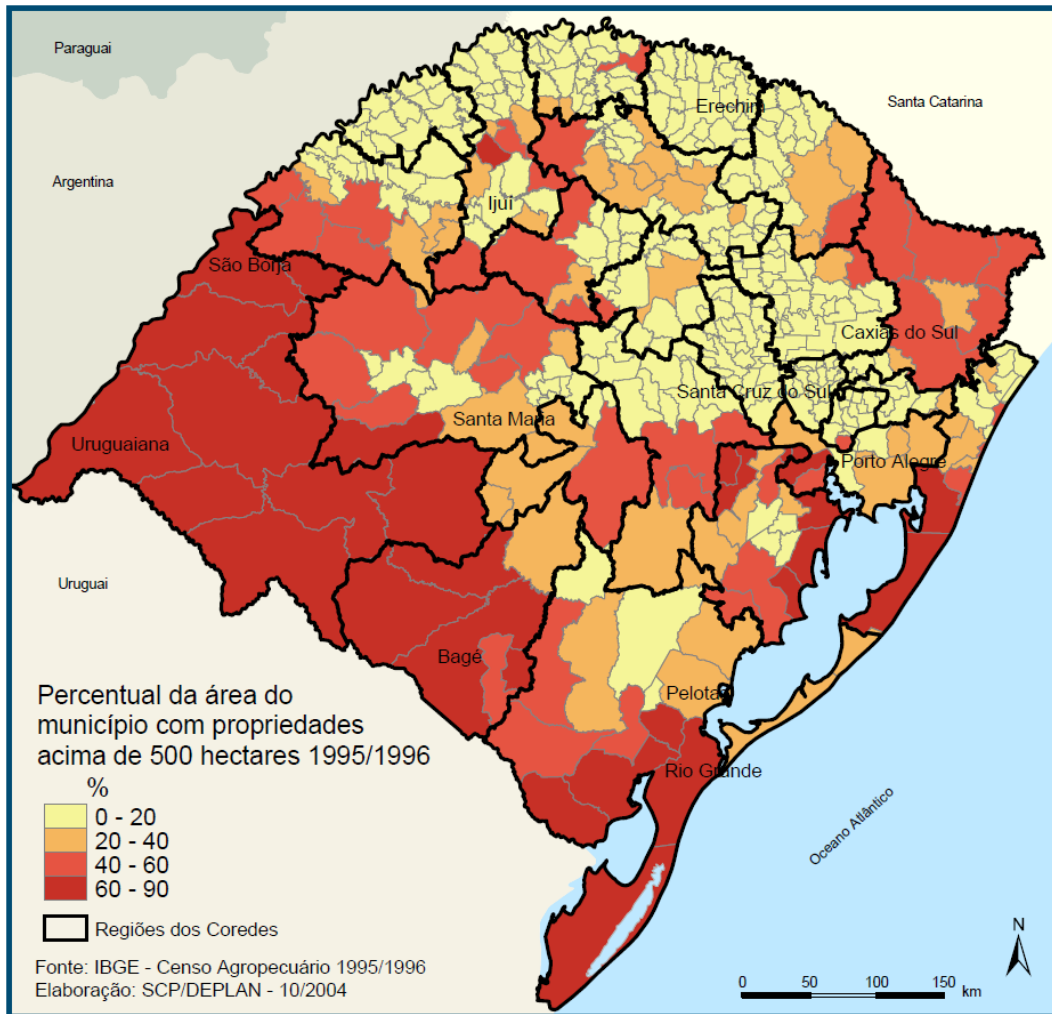 Paraguai
Santa Catarina
Erechim
Argentina
Ijuí
São Borja
Caxias do Sul
Santa Cruz do Sul
Santa Maria
Uruguaiana
Porto Alegre
Uruguai
Bagé
Pelotas
Rio Grande
Oceano Atlântico
Percentual da área do
município com propriedades
acima de 500 hectares 1995/1996
%
0 - 20
20 - 40
40 - 60
60 - 90
Regiões dos Coredes
Fonte: IBGE - Censo Agropecuário 1995/1996
Elaboração: SCP/DEPLAN - 10/2004
N
0 50 100 150
km